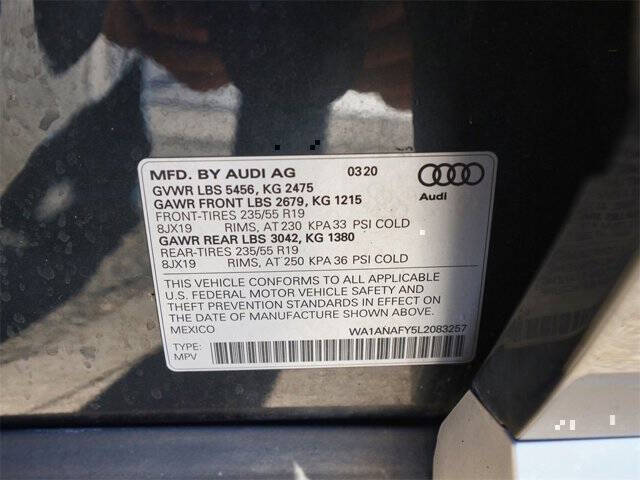 MFD. BY AUDI AG 0320
GVWR LBS 5456, KG 2475
GAWR FRONT LBS 2679, KG 1215
FRONT-TIRES 235/55 R19
8JX19 RIMS, AT 230 KPA 33 PSI COLD
GAWR REAR LBS 3042, KG 1380
REAR-TIRES 235/55 R19
8JX19 RIMS, AT 250 KPA 36 PSI COLD
Audi
THIS VEHICLE CONFORMS TO ALL APPLICABLE
U.S. FEDERAL MOTOR VEHICLE SAFETY AND
THEFT PREVENTION STANDARDS IN EFFECT ON
THE DATE OF MANUFACTURE SHOWN ABOVE.
MEXICO WA1ANAFY5L2083257
TYPE:
MPV